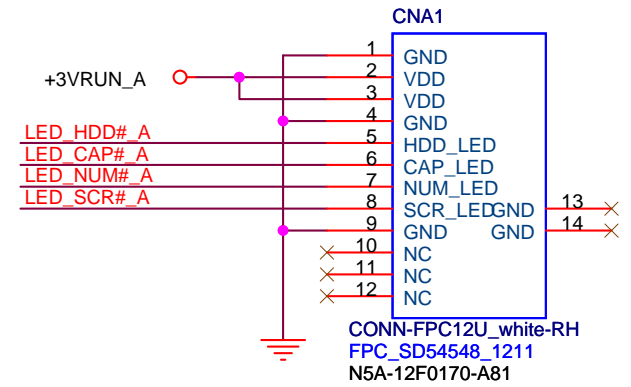 CNA1
1 GND
+3VRUN_A 2 VDD
3 VDD
4 GND
LED_HDD#_A 5 HDD_LED
LED_CAP#_A 6 CAP_LED
LED_NUM#_A 7 NUM_LED
LED_SCR#_A 8 SCR_LED GND 13
9 GND GND 14
10 NC
11 NC
12 NC
CONN-FPC12U_white-RH
FPC_SD54548_1211
N5A-12F0170-A81